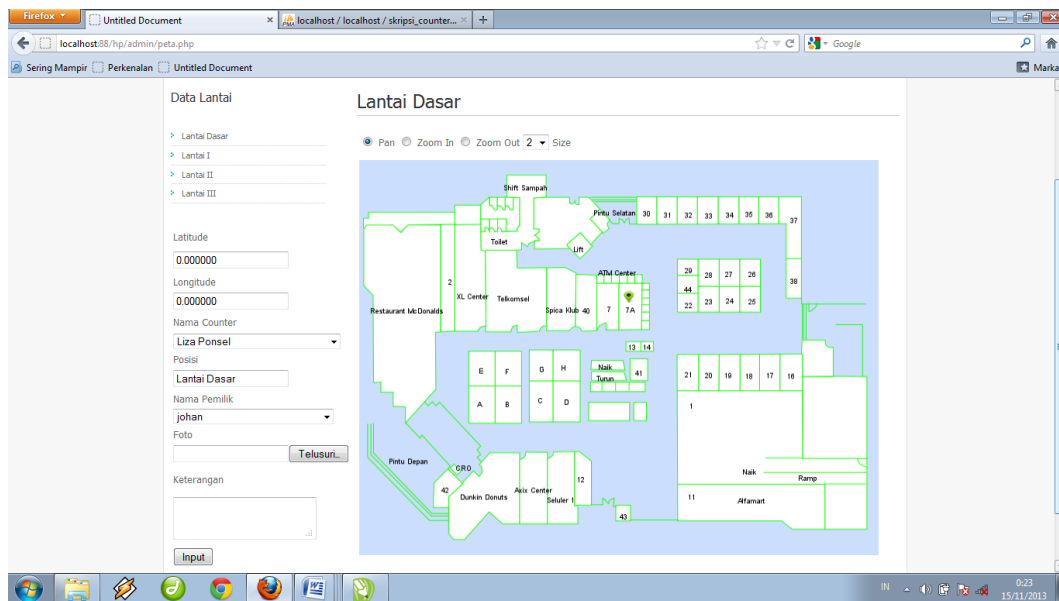 Firefox
Untitled Document
localhost / localhost / skripsi_counter...
localhost:88/hp/admin/peta.php
Google
Sering Mampir
Perkenalan
Untitled Document
Marka
Data Lantai
Lantai Dasar
Lantai I
Lantai II
Lantai III
Latitude
0.000000
Longitude
0.000000
Nama Counter
Liza Ponsel
Posisi
Lantai Dasar
Nama Pemilik
johan
Foto
Telusuri...
Keterangan
Input
Lantai Dasar
Pan Zoom In Zoom Out 2 Size
Shift Sampah
Pintu Selatan 30 31 32 33 34 35 36 37
Toilet
Lift
ATM Center
29 28 27 26
44
22 23 24 25
38
2
XL Center
Telkomsel
Restaurant McDonalds
Spica Klub 40 7 7A
13 14
E F G H
Naik
Turun
41
A B C D
21 20 19 18 17 16
1
Pintu Depan
CRO
42
Dunkin Donuts
Axix Center
Seluler 1
12
43
Naik
Ramp
11
Alfamart
IN
0:23
15/11/2013